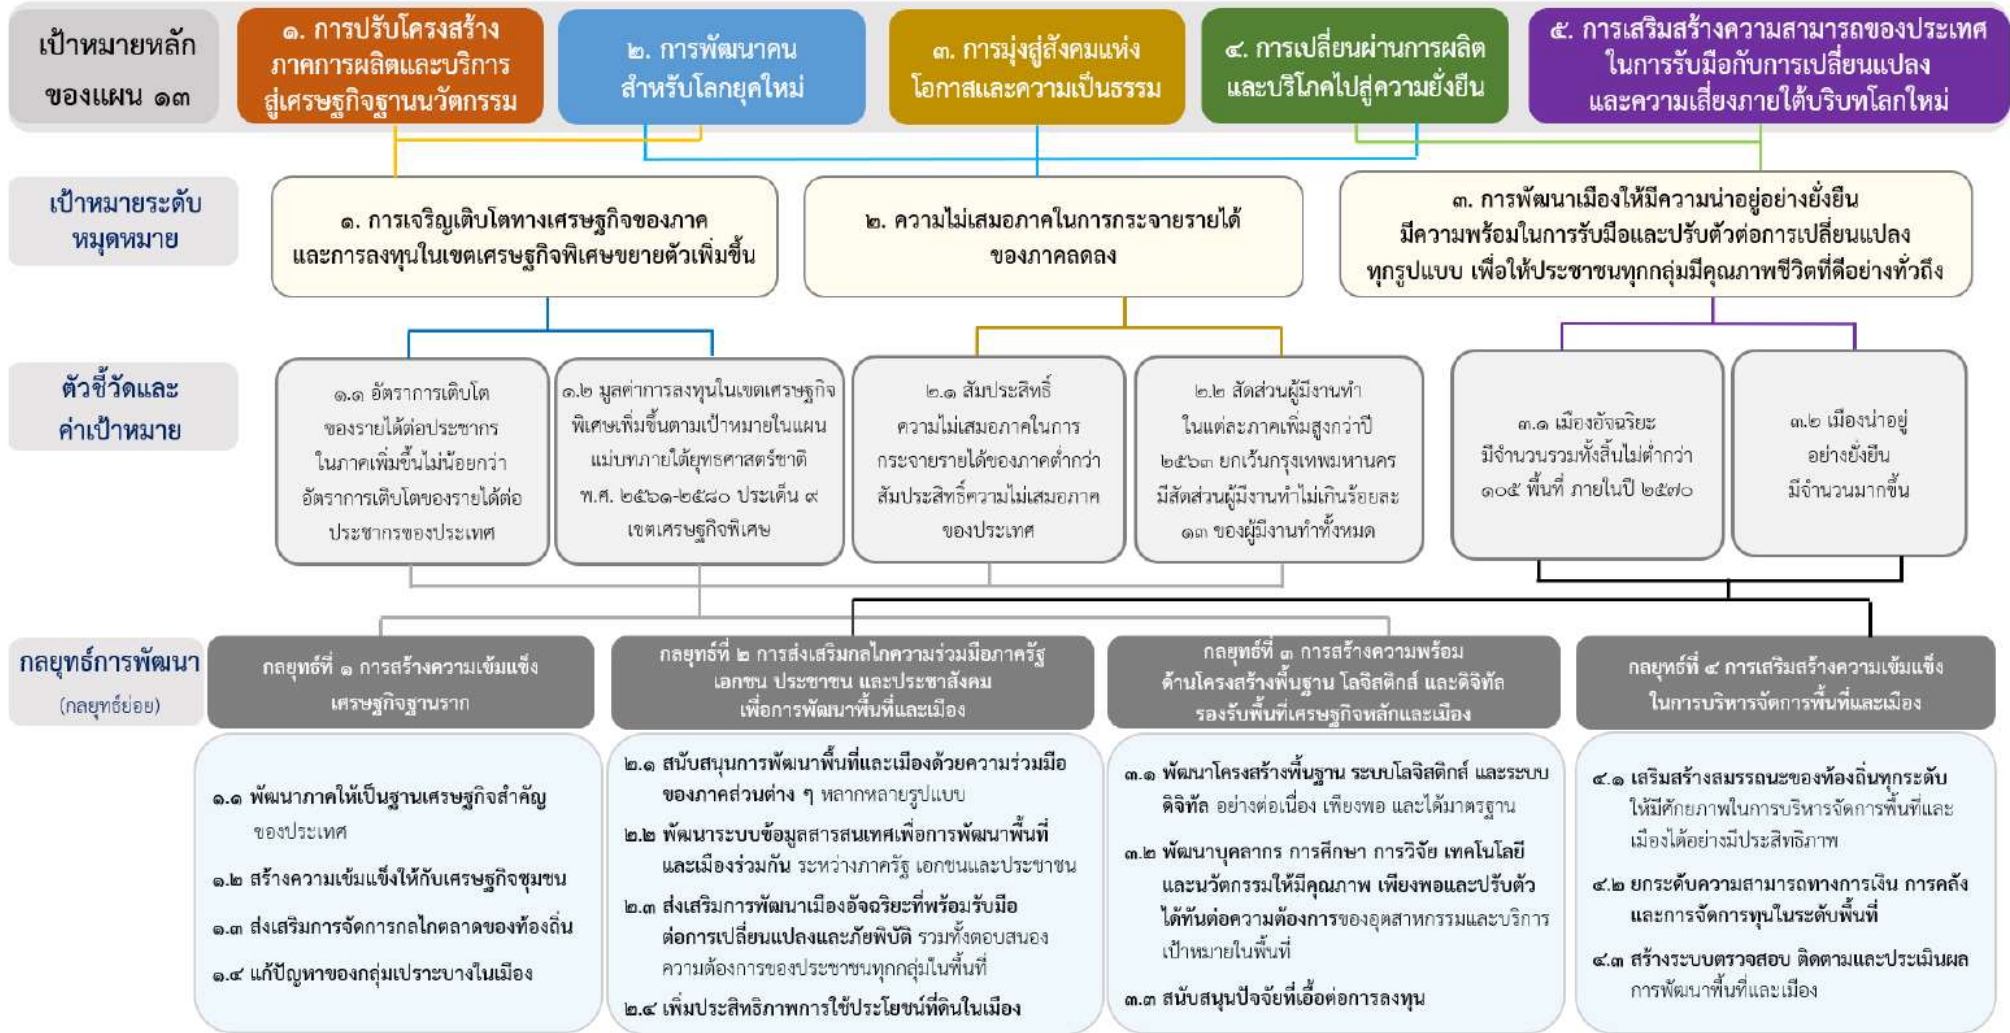 เป้าหมายหลัก
ของแผน ๑๓
๑. การปรับโครงสร้าง
ภาคการผลิตและบริการ
สู่เศรษฐกิจฐานนวัตกรรม
๒. การพัฒนาคน
สำหรับโลกยุคใหม่
๓. การมุ่งสู่สังคมแห่ง
โอกาสและความเป็นธรรม
๔. การเปลี่ยนผ่านการผลิต
และบริโภคไปสู่ความยั่งยืน
๕. การเสริมสร้างความสามารถของประเทศ
ในการรับมือกับการเปลี่ยนแปลง
และความเสี่ยงภายใต้บริบทโลกใหม่
เป้าหมายระดับ
หมุดหมาย
๑. การเจริญเติบโตทางเศรษฐกิจของภาค
และการลงทุนในเขตเศรษฐกิจพิเศษขยายตัวเพิ่มขึ้น
๒. ความไม่เสมอภาคในการกระจายรายได้
ของภาคลดลง
๓. การพัฒนาเมืองให้มีความน่าอยู่อย่างยั่งยืน
มีความพร้อมในการรับมือและปรับตัวต่อการเปลี่ยนแปลง
ทุกรูปแบบ เพื่อให้ประชาชนทุกกลุ่มมีคุณภาพชีวิตที่ดีอย่างทั่วถึง
ตัวชี้วัดและ
ค่าเป้าหมาย
๑.๑ อัตราการเติบโต
ของรายได้ต่อประชากร
ในภาคเพิ่มขึ้นไม่น้อยกว่า
อัตราการเติบโตของรายได้ต่อ
ประชากรของประเทศ
๑.๒ มูลค่าการลงทุนในเขตเศรษฐกิจ
พิเศษเพิ่มขึ้นตามเป้าหมายในแผน
แม่บทภายใต้ยุทธศาสตร์ชาติ
พ.ศ. ๒๕๖๑-๒๕๘๐ ประเด็น ๙
เขตเศรษฐกิจพิเศษ
๒.๑ สัมประสิทธิ์
ความไม่เสมอภาคในการ
กระจายรายได้ของภาคต่ำกว่า
สัมประสิทธิ์ความไม่เสมอภาค
ของประเทศ
๒.๒ สัดส่วนผู้มีงานทำ
ในแต่ละภาคเพิ่มสูงกว่าปี
๒๕๖๓ ยกเว้นกรุงเทพมหานคร
มีสัดส่วนผู้มีงานทำไม่เกินร้อยละ
๑๓ ของผู้มีงานทำทั้งหมด
๓.๑ เมืองอัจฉริยะ
มีจำนวนรวมทั้งสิ้นไม่ต่ำกว่า
๑๐๕ พื้นที่ ภายในปี ๒๕๗๐
๓.๒ เมืองน่าอยู่
อย่างยั่งยืน
มีจำนวนมากขึ้น
กลยุทธ์การพัฒนา
(กลยุทธ์ย่อย)
กลยุทธ์ที่ ๑ การสร้างความเข้มแข็ง
เศรษฐกิจฐานราก
กลยุทธ์ที่ ๒ การส่งเสริมกลไกความร่วมมือภาครัฐ
เอกชน ประชาชน และประชาสังคม
เพื่อการพัฒนาพื้นที่และเมือง
กลยุทธ์ที่ ๓ การสร้างความพร้อม
ด้านโครงสร้างพื้นฐาน โลจิสติกส์ และดิจิทัล
รองรับพื้นที่เศรษฐกิจหลักและเมือง
กลยุทธ์ที่ ๔ การเสริมสร้างความเข้มแข็ง
ในการบริหารจัดการพื้นที่และเมือง
๑.๑ พัฒนาภาคให้เป็นฐานเศรษฐกิจสำคัญ
ของประเทศ
๑.๒ สร้างความเข้มแข็งให้กับเศรษฐกิจชุมชน
๑.๓ ส่งเสริมการจัดการกลไกตลาดของท้องถิ่น
๑.๔ แก้ปัญหาของกลุ่มเปราะบางในเมือง
๒.๑ สนับสนุนการพัฒนาพื้นที่และเมืองด้วยความร่วมมือ
ของภาคส่วนต่าง ๆ หลากหลายรูปแบบ
๒.๒ พัฒนาระบบข้อมูลสารสนเทศเพื่อการพัฒนาพื้นที่
และเมืองร่วมกัน ระหว่างภาครัฐ เอกชนและประชาชน
๒.๓ ส่งเสริมการพัฒนาเมืองอัจฉริยะที่พร้อมรับมือ
ต่อการเปลี่ยนแปลงและภัยพิบัติ รวมทั้งตอบสนอง
ความต้องการของประชาชนทุกกลุ่มในพื้นที่
๒.๔ เพิ่มประสิทธิภาพการใช้ประโยชน์ที่ดินในเมือง
๓.๑ พัฒนาโครงสร้างพื้นฐาน ระบบโลจิสติกส์ และระบบ
ดิจิทัล อย่างต่อเนื่อง เพียงพอ และได้มาตรฐาน
๓.๒ พัฒนาบุคลากร การศึกษา การวิจัย เทคโนโลยี
และนวัตกรรมให้มีคุณภาพ เพียงพอและปรับตัว
ได้ทันต่อความต้องการของอุตสาหกรรมและบริการ
เป้าหมายในพื้นที่
๓.๓ สนับสนุนปัจจัยที่เอื้อต่อการลงทุน
๔.๑ เสริมสร้างสมรรถนะของท้องถิ่นทุกระดับ
ให้มีศักยภาพในการบริหารจัดการพื้นที่และ
เมืองได้อย่างมีประสิทธิภาพ
๔.๒ ยกระดับความสามารถทางการเงิน การคลัง
และการจัดการทุนในระดับพื้นที่
๔.๓ สร้างระบบตรวจสอบ ติดตามและประเมินผล
การพัฒนาพื้นที่และเมือง